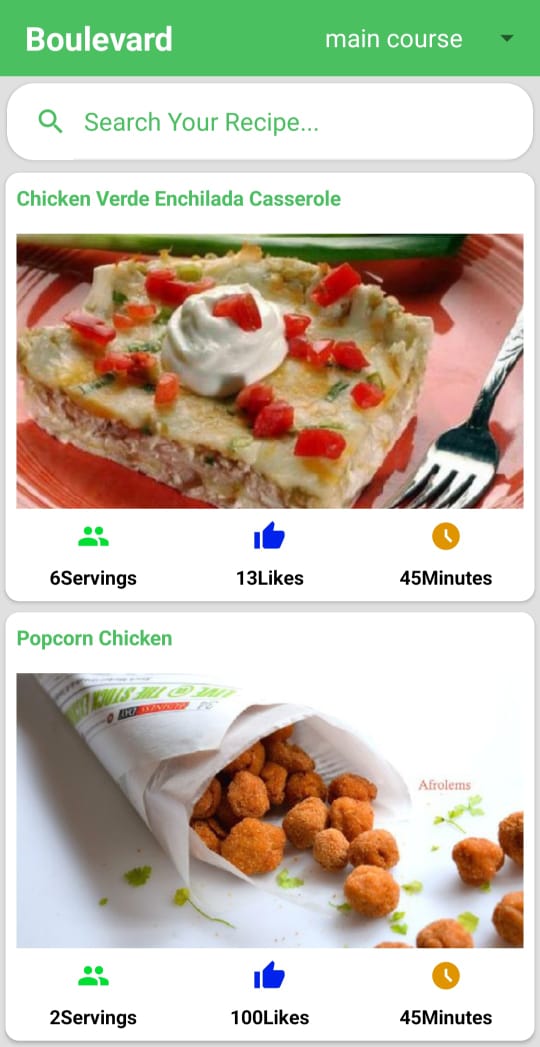 Boulevard
main course
Search Your Recipe...
Chicken Verde Enchilada Casserole
6Servings
13Likes
45Minutes
Popcorn Chicken
Afrolems
2Servings
100Likes
45Minutes